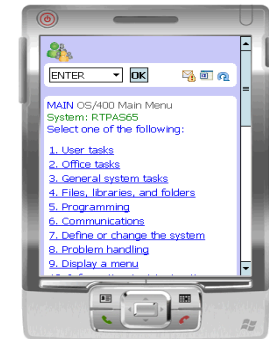 ENTER OK
MAIN OS/400 Main Menu
System: RTPAS65
Select one of the following:
1. User tasks
2. Office tasks
3. General system tasks
4. Files, libraries, and folders
5. Programming
6. Communications
7. Define or change the system
8. Problem handling
9. Display a menu